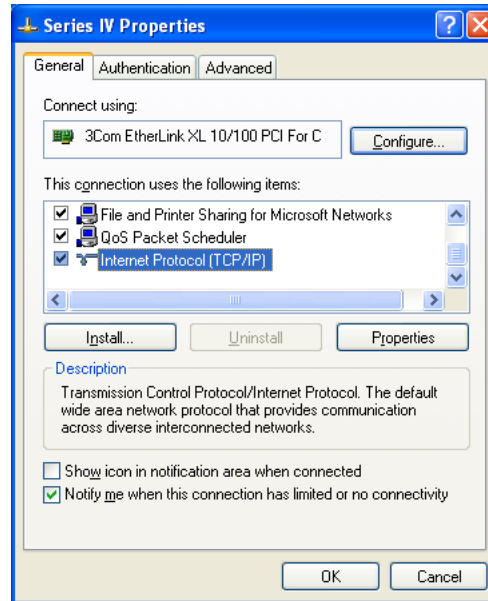 Series IV Properties
General Authentication Advanced
Connect using:
3Com EtherLink XL 10/100 PCI For C
Configure...
This connection uses the following items:
File and Printer Sharing for Microsoft Networks
QoS Packet Scheduler
Internet Protocol (TCP/IP)
Install... Uninstall Properties
Description
Transmission Control Protocol/Internet Protocol. The default
wide area network protocol that provides communication
across diverse interconnected networks.
Show icon in notification area when connected
Notify me when this connection has limited or no connectivity
OK Cancel